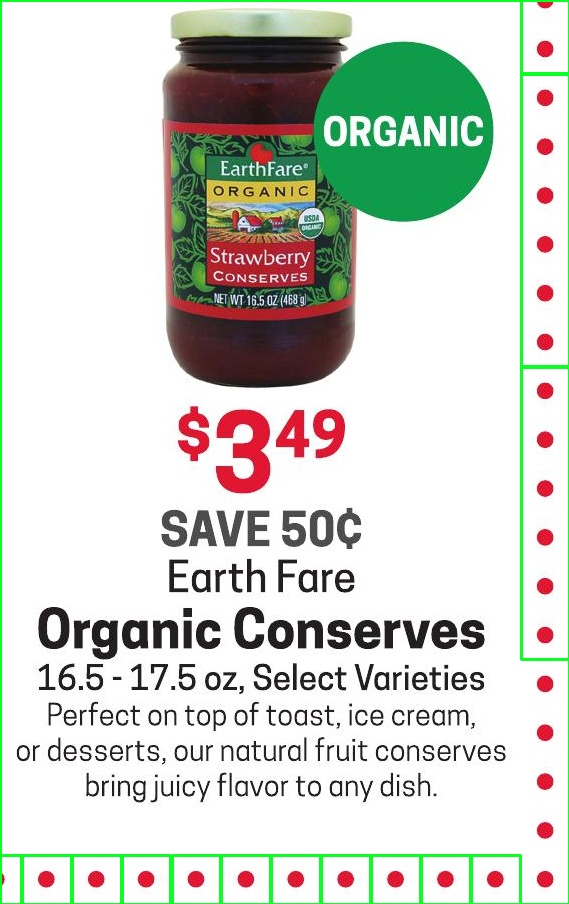 ORGANIC
EarthFare®
ORGANIC
USDA
ORGANIC
Strawberry
CONSERVES
NET WT 16.5 OZ (468 g)
$3.49
SAVE 50¢
Earth Fare
Organic Conserves
16.5 - 17.5 oz, Select Varieties
Perfect on top of toast, ice cream,
or desserts, our natural fruit conserves
bring juicy flavor to any dish.